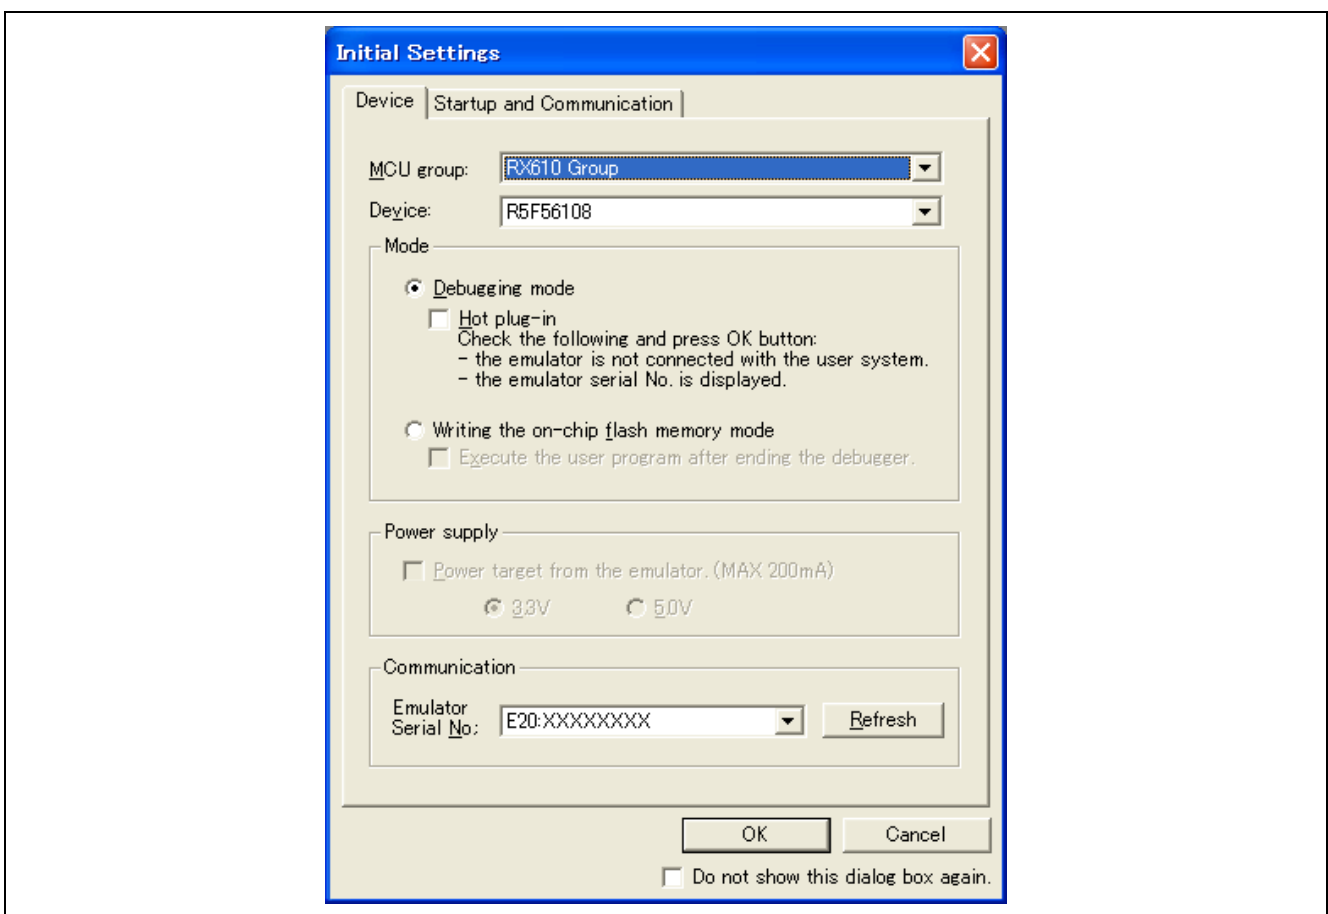 Initial Settings
Device
Startup and Communication
MCU group:
RX610 Group
Device:
R5F56108
Mode
Debugging mode
Hot plug-in
Check the following and press OK button:
- the emulator is not connected with the user system.
- the emulator serial No. is displayed.
Writing the on-chip flash memory mode
Execute the user program after ending the debugger.
Power supply
Power target from the emulator. (MAX 200mA)
3.3V
5.0V
Communication
Emulator
Serial No:
E20:XXXXXXXX
Refresh
OK
Cancel
Do not show this dialog box again.